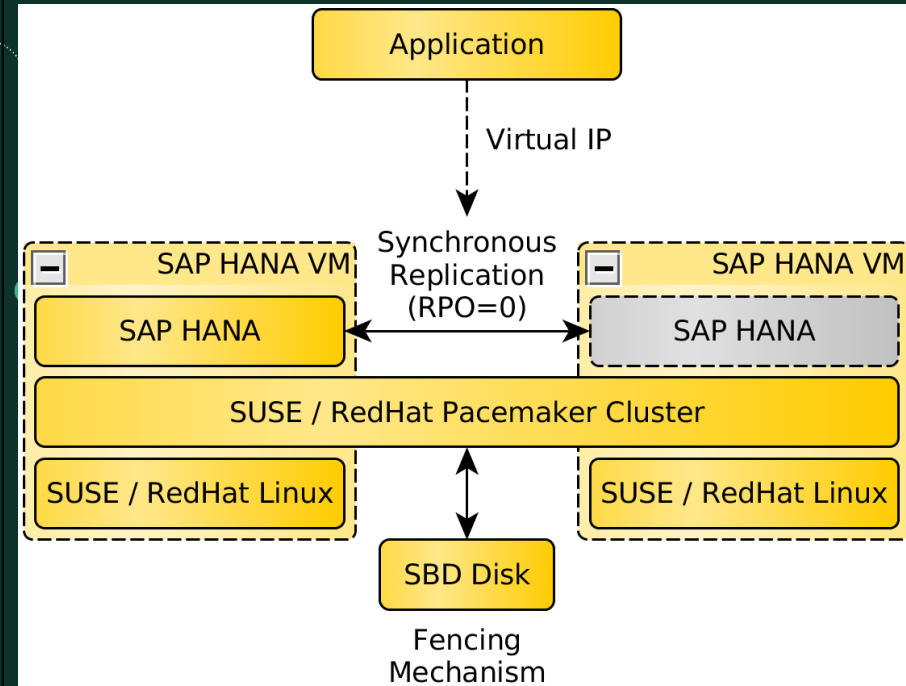 Application
Virtual IP
Synchronous
Replication
(RPO=0)
SAP HANA VM
SAP HANA VM
SAP HANA
SAP HANA
SUSE / RedHat Pacemaker Cluster
SUSE / RedHat Linux
SUSE / RedHat Linux
SBD Disk
Fencing
Mechanism